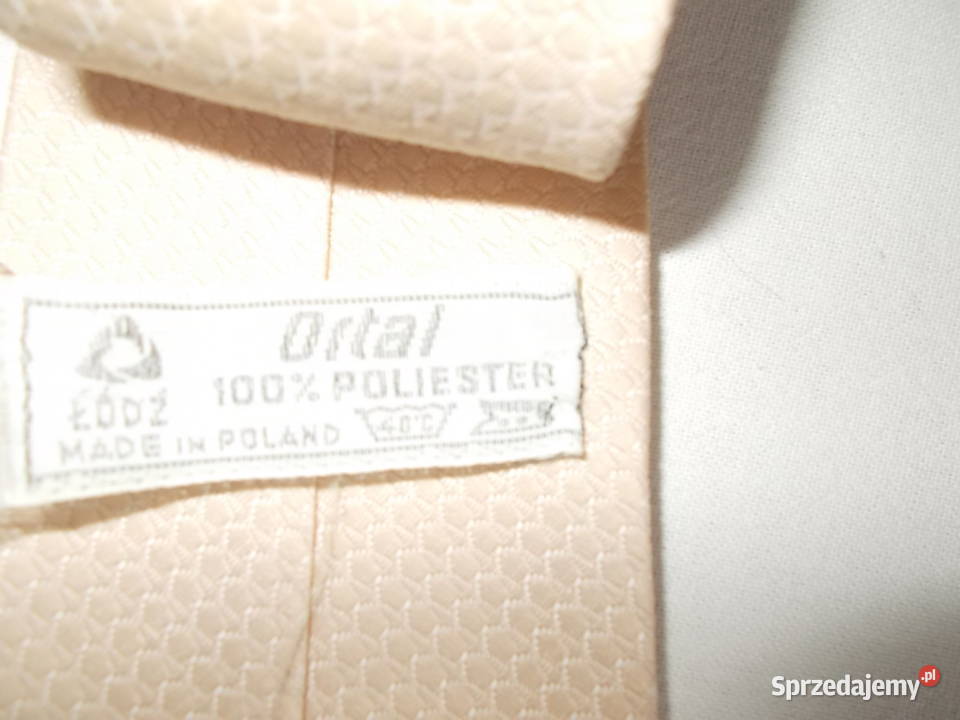 Ortal
100% POLIESTER
ŁÓDŹ
MADE IN POLAND 40°C
Sprzedajemy.pl